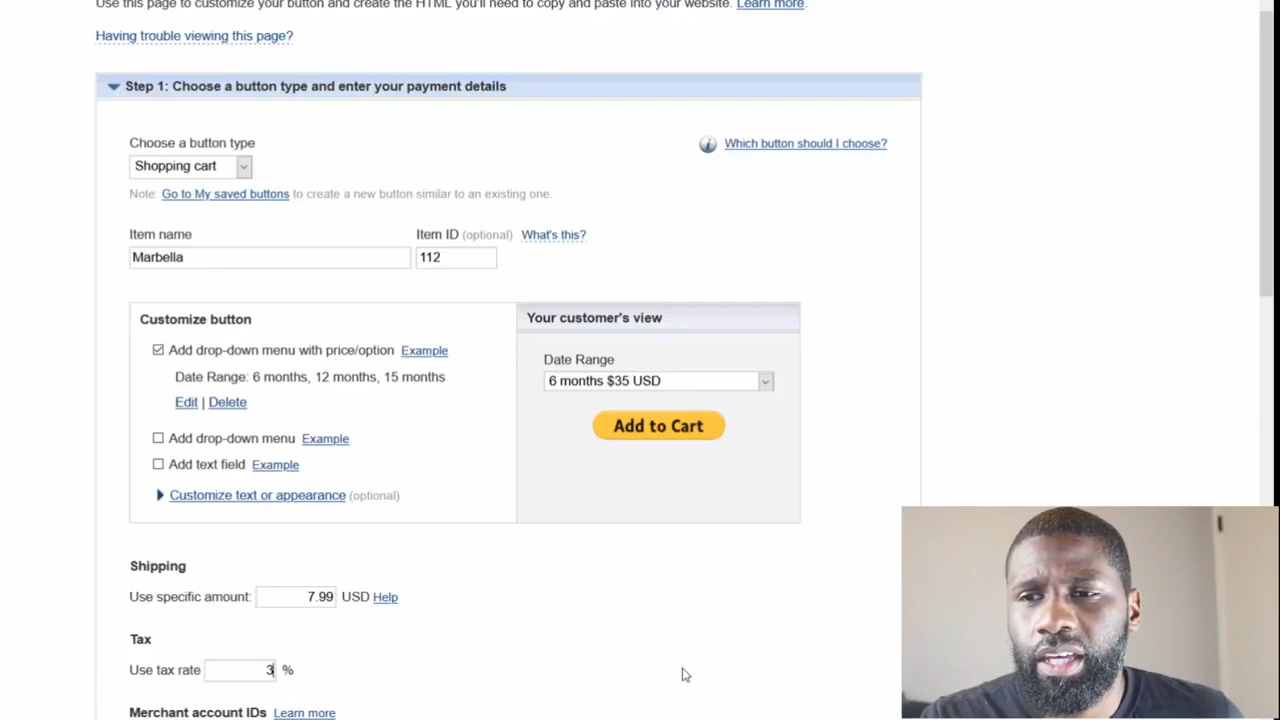 Use this page to customize your button and create the HTML you'll need to copy and paste into your website. Learn more.
Having trouble viewing this page?
Step 1: Choose a button type and enter your payment details
Choose a button type
Which button should I choose?
Shopping cart
Note: Go to My saved buttons to create a new button similar to an existing one.
Item name
Item ID (optional) What's this?
Marbella
112
Customize button
Your customer's view
Add drop-down menu with price/option Example
Date Range: 6 months, 12 months, 15 months
Edit | Delete
Date Range
6 months $35 USD
Add to Cart
Add drop-down menu Example
Add text field Example
Customize text or appearance (optional)
Shipping
Use specific amount: 7.99 USD Help
Tax
Use tax rate 3 %
Merchant account IDs Learn more